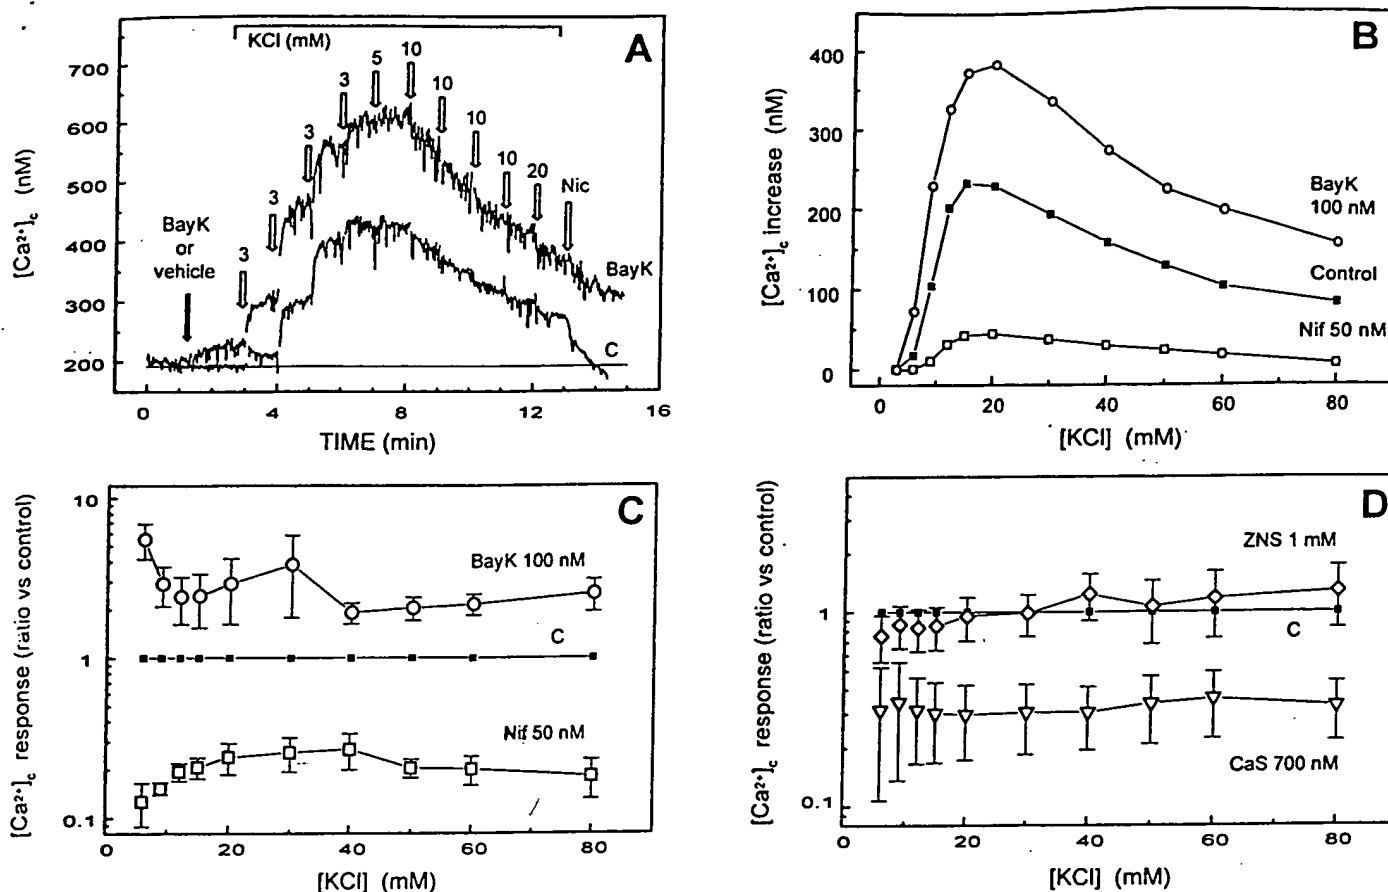 A
KCl (mM)
3 3 3 3 5 10 10 10 10 20 Nic
BayK
or
vehicle
BayK
C
[Ca²⁺]c (nM)
700
600
500
400
300
200
0 4 8 12 16
TIME (min)
B
[Ca²⁺]c increase (nM)
400
300
200
100
0
BayK
100 nM
Control
Nif 50 nM
0 20 40 60 80
[KCl] (mM)
C
[Ca²⁺]c response (ratio vs control)
10
1
0.1
BayK 100 nM
C
Nif 50 nM
0 20 40 60 80
[KCl] (mM)
D
[Ca²⁺]c response (ratio vs control)
1
0.1
ZNS 1 mM
C
CaS 700 nM
0 20 40 60 80
[KCl] (mM)